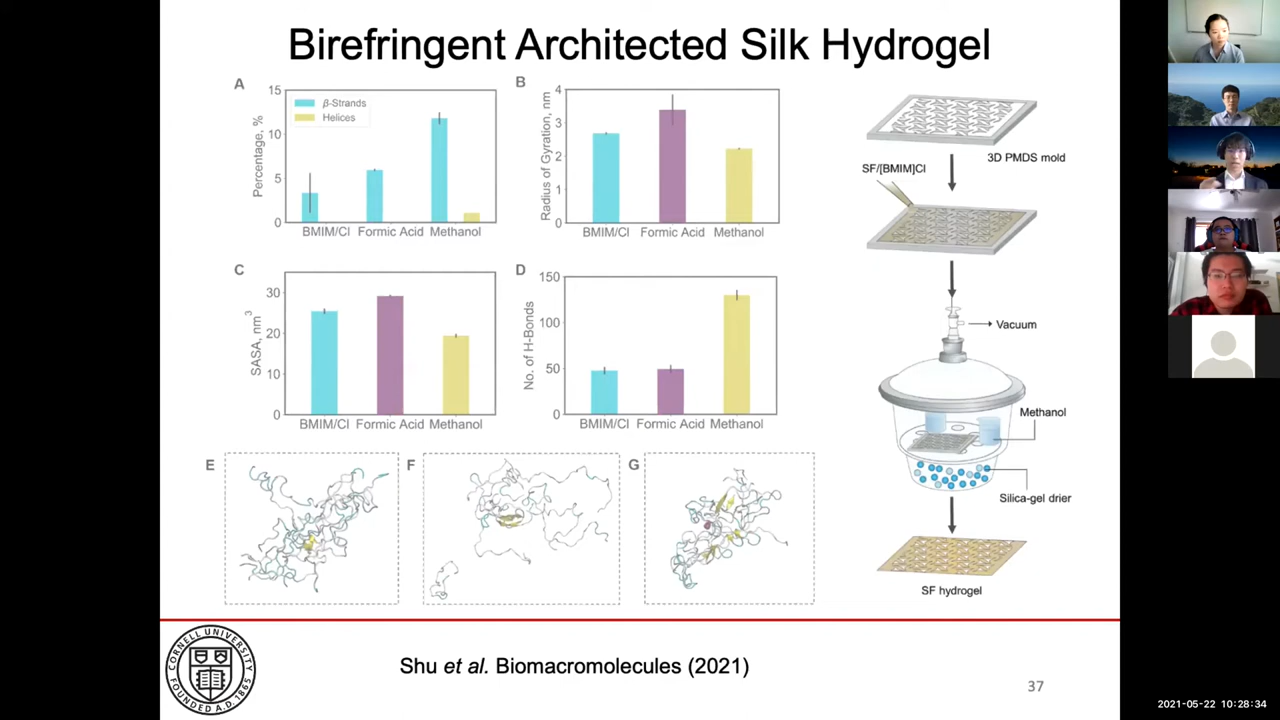 Birefringent Architected Silk Hydrogel
A
15
10
5
0
Percentage, %
β-Strands
Helices
BMIM/Cl Formic Acid Methanol
B
4
3
2
1
0
Radius of Gyration, nm
BMIM/Cl Formic Acid Methanol
C
30
20
10
0
SASA, nm³
BMIM/Cl Formic Acid Methanol
D
150
100
50
0
No. of H-Bonds
BMIM/Cl Formic Acid Methanol
E
F
G
3D PMDS mold
SF/[BMIM]Cl
Vacuum
Methanol
Silica-gel drier
SF hydrogel
CORNELL UNIVERSITY
FOUNDED A.D. 1865
Shu et al. Biomacromolecules (2021)
37
2021-05-22 10:28:34